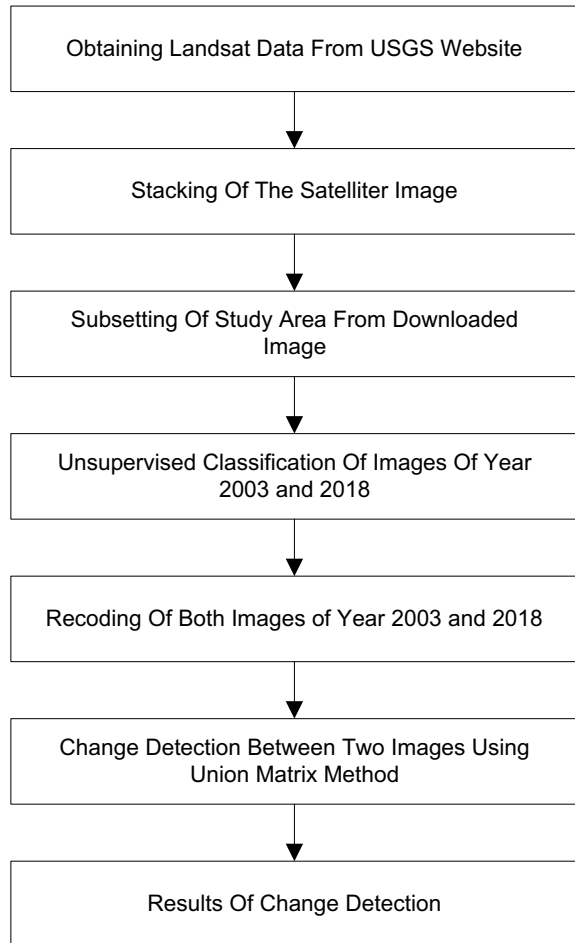 Obtaining Landsat Data From USGS Website
Stacking Of The Satelliter Image
Subsetting Of Study Area From Downloaded
Image
Unsupervised Classification Of Images Of Year
2003 and 2018
Recoding Of Both Images of Year 2003 and 2018
Change Detection Between Two Images Using
Union Matrix Method
Results Of Change Detection